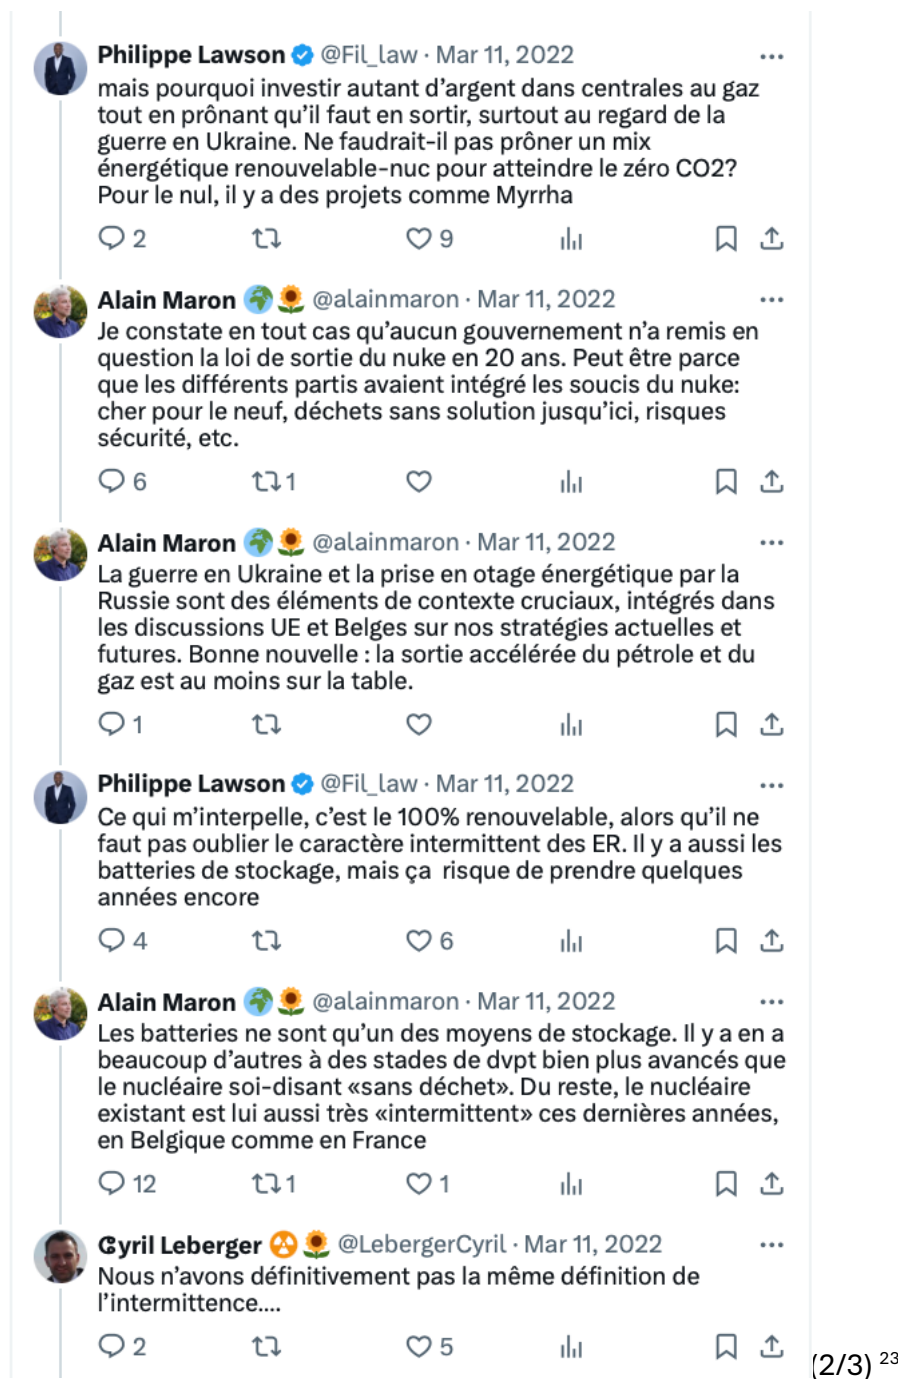 Philippe Lawson @Fil_law · Mar 11, 2022
mais pourquoi investir autant d'argent dans centrales au gaz
tout en prônant qu'il faut en sortir, surtout au regard de la
guerre en Ukraine. Ne faudrait-il pas prôner un mix
énergétique renouvelable-nuc pour atteindre le zéro CO2?
Pour le nul, il y a des projets comme Myrrha
2 9
Alain Maron 🌍🌻 @alainmaron · Mar 11, 2022
Je constate en tout cas qu'aucun gouvernement n'a remis en
question la loi de sortie du nuke en 20 ans. Peut être parce
que les différents partis avaient intégré les soucis du nuke:
cher pour le neuf, déchets sans solution jusqu'ici, risques
sécurité, etc.
6 1
Alain Maron 🌍🌻 @alainmaron · Mar 11, 2022
La guerre en Ukraine et la prise en otage énergétique par la
Russie sont des éléments de contexte cruciaux, intégrés dans
les discussions UE et Belges sur nos stratégies actuelles et
futures. Bonne nouvelle : la sortie accélérée du pétrole et du
gaz est au moins sur la table.
1
Philippe Lawson @Fil_law · Mar 11, 2022
Ce qui m'interpelle, c'est le 100% renouvelable, alors qu'il ne
faut pas oublier le caractère intermittent des ER. Il y a aussi les
batteries de stockage, mais ça risque de prendre quelques
années encore
4 6
Alain Maron 🌍🌻 @alainmaron · Mar 11, 2022
Les batteries ne sont qu'un des moyens de stockage. Il y a en a
beaucoup d'autres à des stades de dvpt bien plus avancés que
le nucléaire soi-disant «sans déchet». Du reste, le nucléaire
existant est lui aussi très «intermittent» ces dernières années,
en Belgique comme en France
12 1 1
Cyril Leberger ☢️🌻 @LebergerCyril · Mar 11, 2022
Nous n'avons définitivement pas la même définition de
l'intermittence....
2 5
(2/3) 23